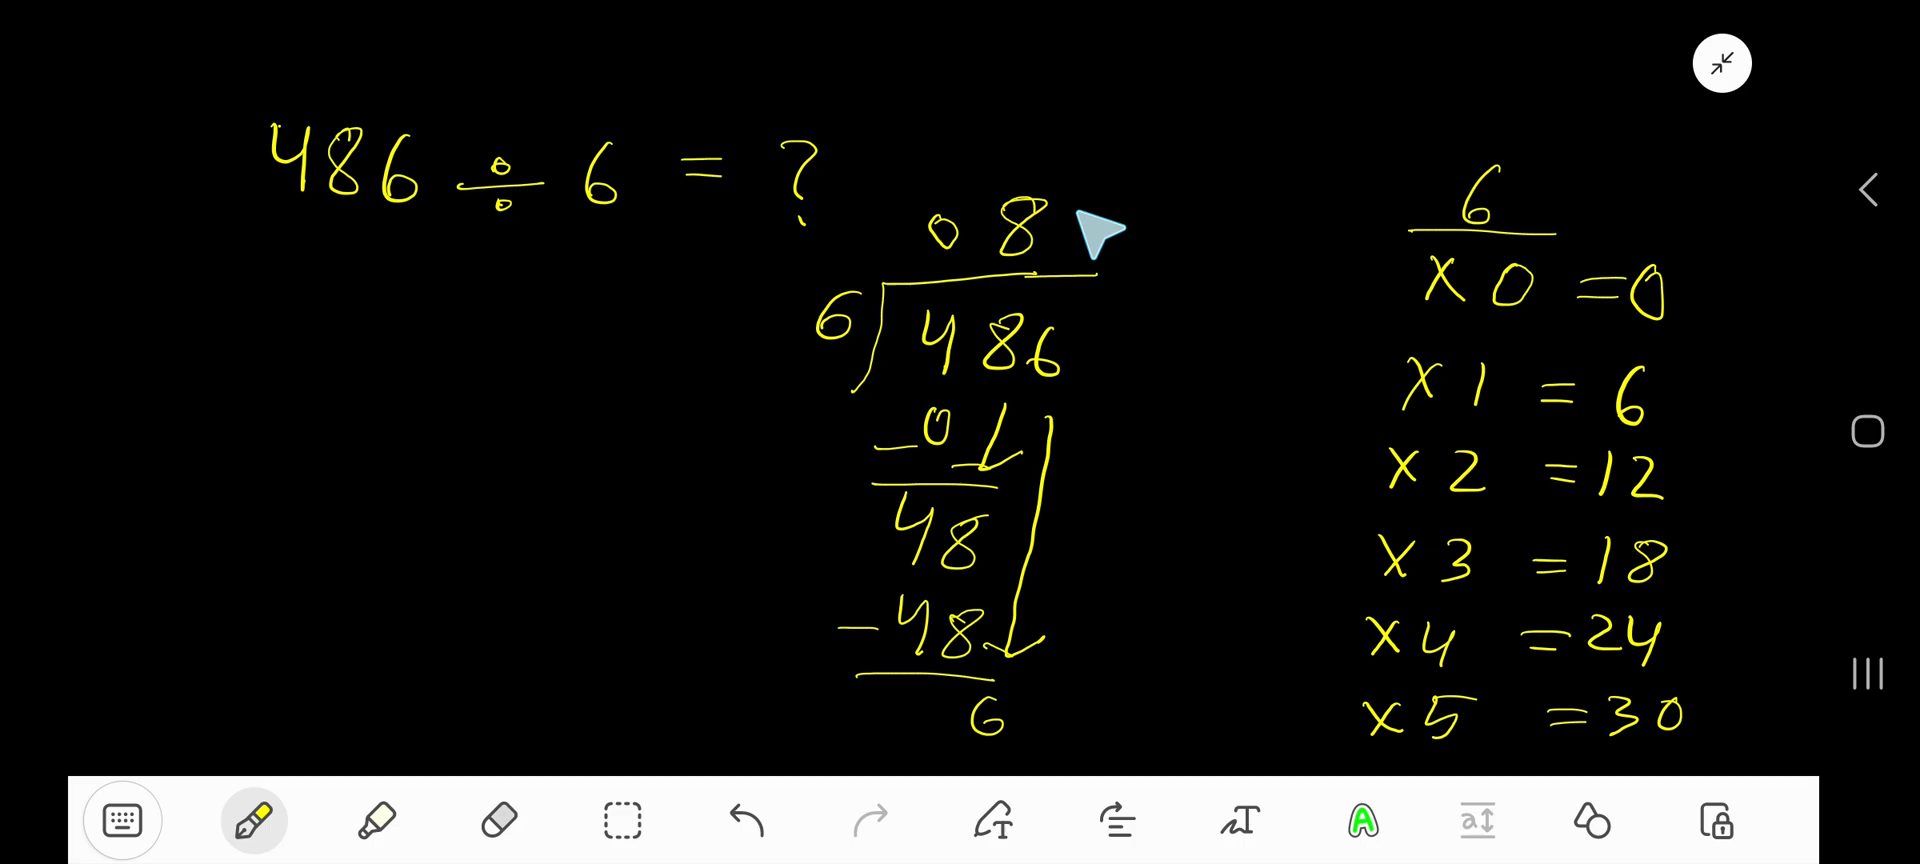 486 ÷ 6 = ?
08
6 486
- 0
48
- 48
6
6
x 0 = 0
x 1 = 6
x 2 = 12
x 3 = 18
x 4 = 24
x 5 = 30
T T A a